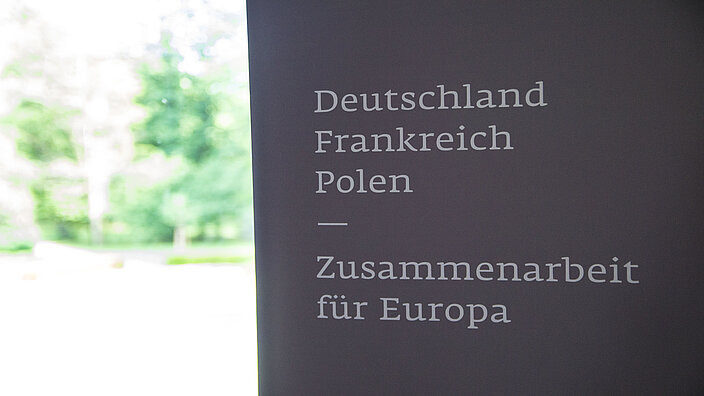 Deutschland
Frankreich
Polen
—
Zusammenarbeit
für Europa